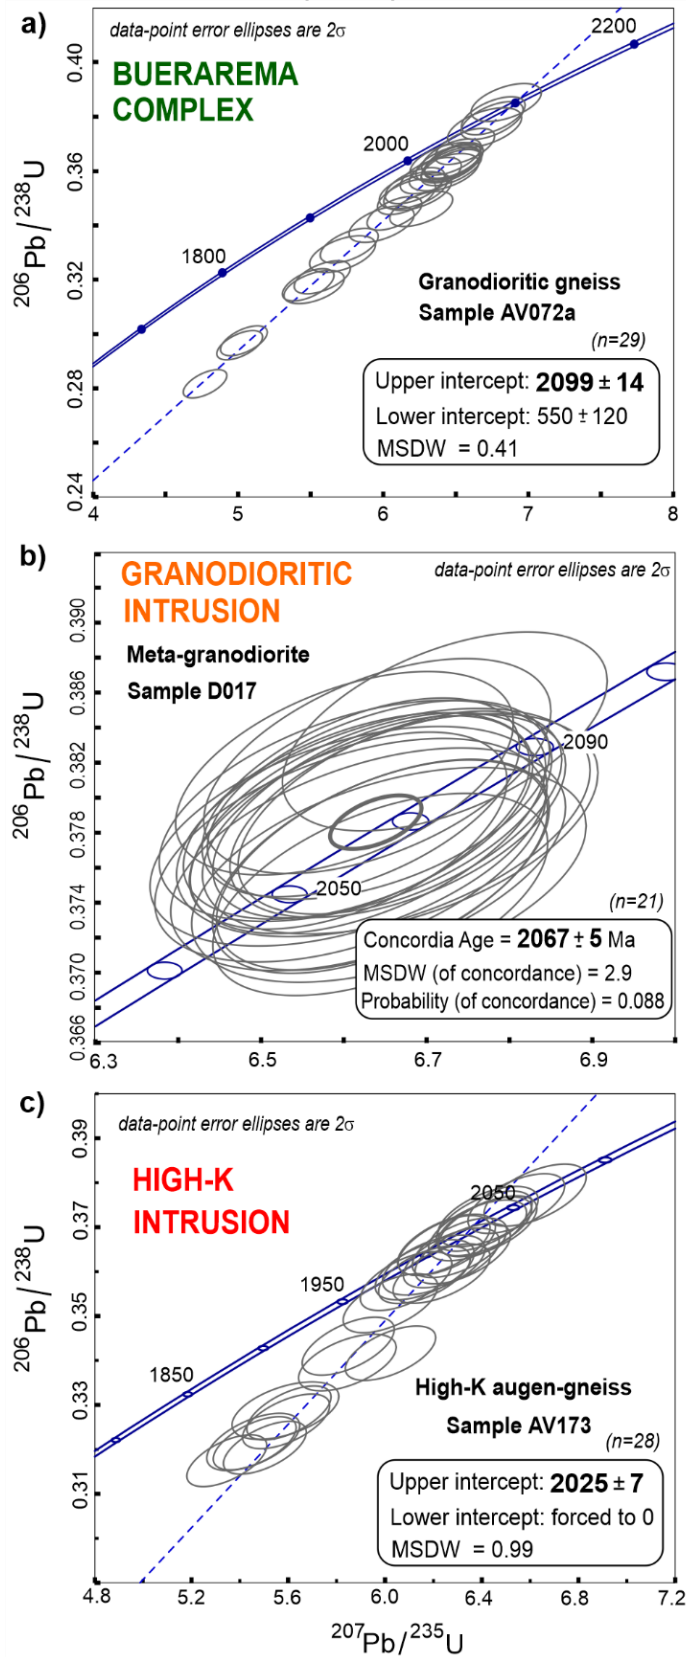 a)
data-point error ellipses are 2σ
BUERAREMA
COMPLEX
2200
2000
1800
0.40
0.36
0.32
0.28
0.24
206Pb/238U
Granodioritic gneiss
Sample AV072a
(n=29)
Upper intercept: 2099 ± 14
Lower intercept: 550 ± 120
MSDW = 0.41
4 5 6 7 8
b)
GRANODIORITIC
INTRUSION
data-point error ellipses are 2σ
Meta-granodiorite
Sample D017
0.390
0.386
0.382
0.378
0.374
0.370
0.366
206Pb/238U
2090
2050
(n=21)
Concordia Age = 2067 ± 5 Ma
MSDW (of concordance) = 2.9
Probability (of concordance) = 0.088
6.3 6.5 6.7 6.9
c)
data-point error ellipses are 2σ
HIGH-K
INTRUSION
2050
1950
1850
0.39
0.37
0.35
0.33
0.31
206Pb/238U
High-K augen-gneiss
Sample AV173
(n=28)
Upper intercept: 2025 ± 7
Lower intercept: forced to 0
MSDW = 0.99
4.8 5.2 5.6 6.0 6.4 6.8 7.2
207Pb/235U